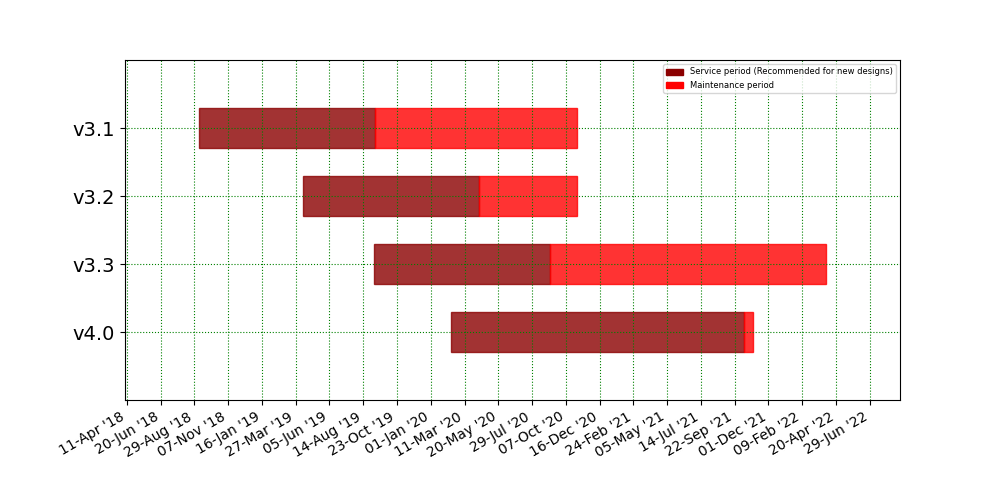 Service period (Recommended for new designs)
Maintenance period
v3.1
v3.2
v3.3
v4.0
11-Apr '18
20-Jun '18
29-Aug '18
07-Nov '18
16-Jan '19
27-Mar '19
05-Jun '19
14-Aug '19
23-Oct '19
01-Jan '20
11-Mar '20
20-May '20
29-Jul '20
07-Oct '20
16-Dec '20
24-Feb '21
05-May '21
14-Jul '21
22-Sep '21
01-Dec '21
09-Feb '22
20-Apr '22
29-Jun '22